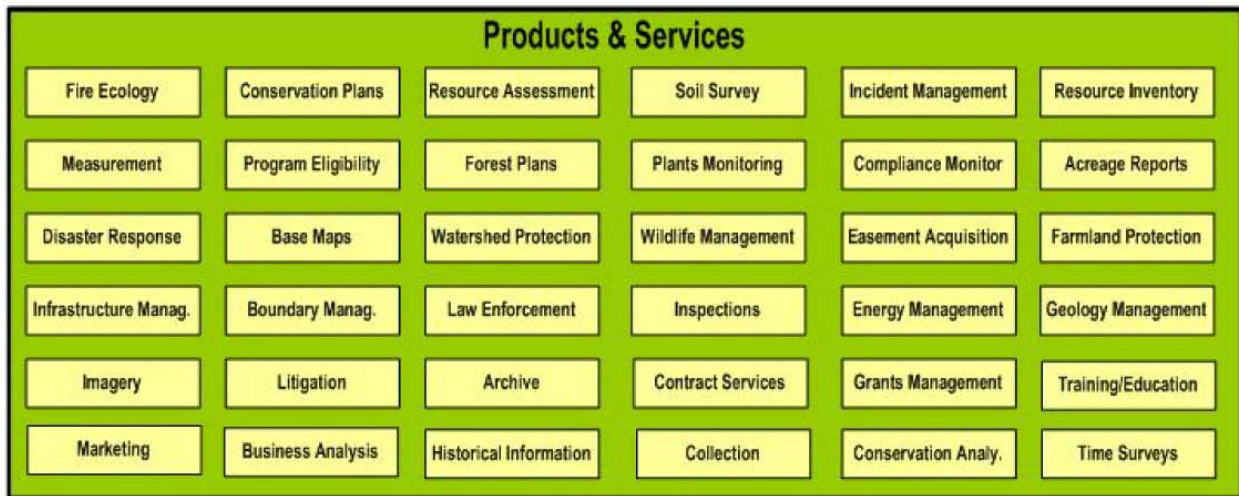 Products & Services
Fire Ecology Conservation Plans Resource Assessment Soil Survey Incident Management Resource Inventory
Measurement Program Eligibility Forest Plans Plants Monitoring Compliance Monitor Acreage Reports
Disaster Response Base Maps Watershed Protection Wildlife Management Easement Acquisition Farmland Protection
Infrastructure Manag. Boundary Manag. Law Enforcement Inspections Energy Management Geology Management
Imagery Litigation Archive Contract Services Grants Management Training/Education
Marketing Business Analysis Historical Information Collection Conservation Analy. Time Surveys